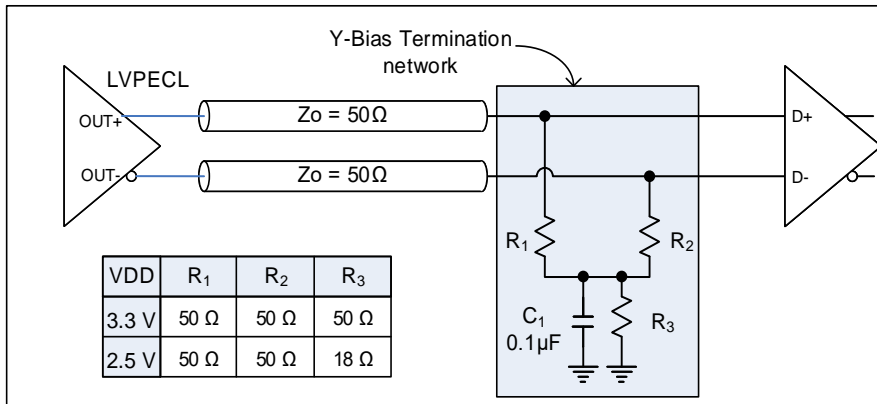 Y-Bias Termination
network
LVPECL
OUT+
Zo = 50Ω
D+
OUT-
Zo = 50Ω
D-
R1
R2
VDD R1 R2 R3
3.3 V 50 Ω 50 Ω 50 Ω
2.5 V 50 Ω 50 Ω 18 Ω
C1
0.1µF
R3